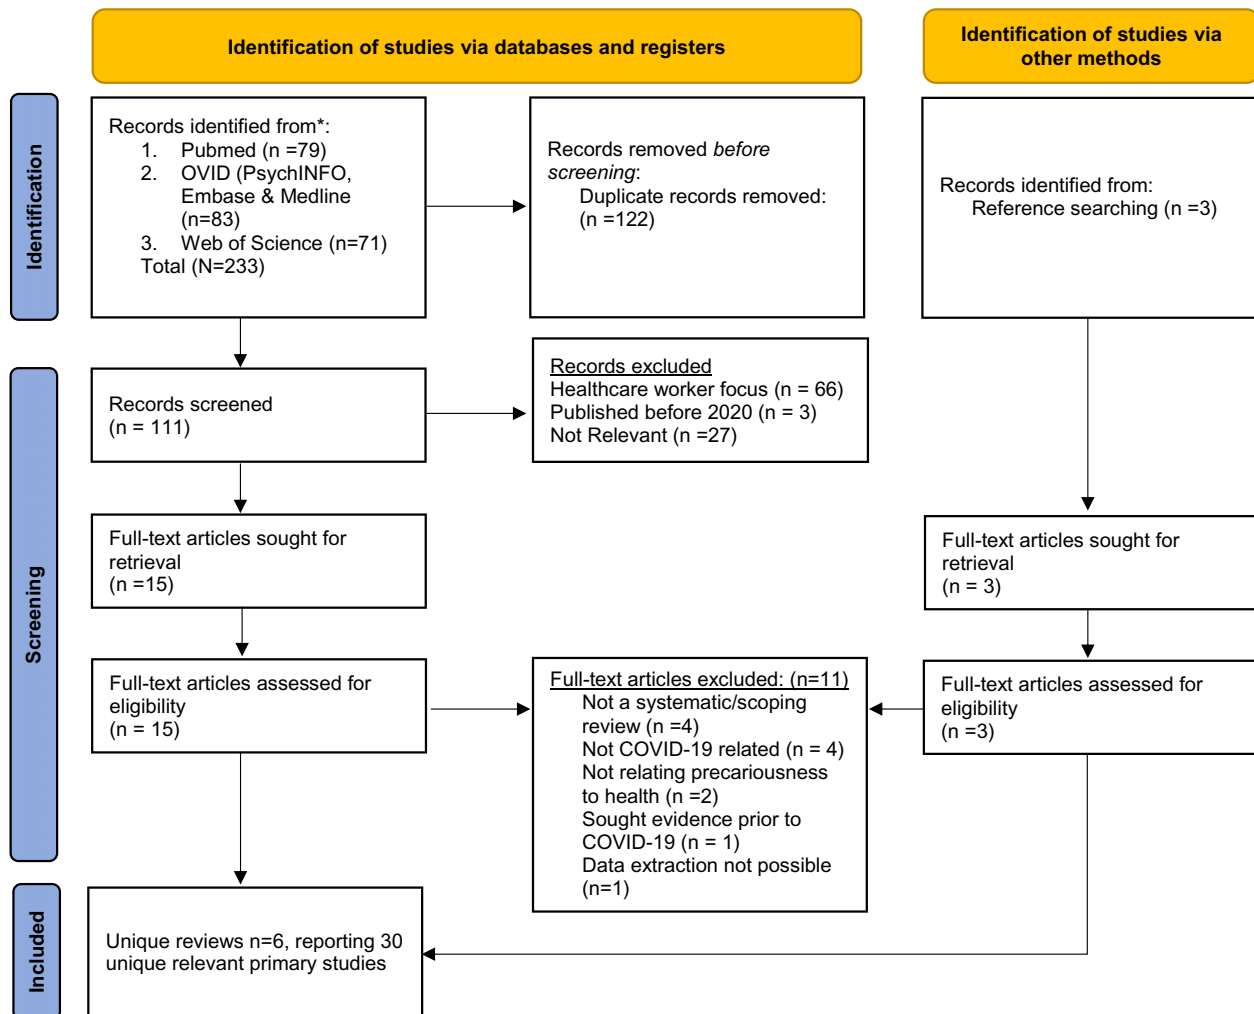 Identification of studies via databases and registers
Identification of studies via
other methods
Identification
Records identified from*:
1. Pubmed (n =79)
2. OVID (PsychINFO,
Embase & Medline
(n=83)
3. Web of Science (n=71)
Total (N=233)
Records removed before
screening:
Duplicate records removed:
(n =122)
Records identified from:
Reference searching (n =3)
Screening
Records screened
(n = 111)
Records excluded
Healthcare worker focus (n = 66)
Published before 2020 (n = 3)
Not Relevant (n =27)
Full-text articles sought for
retrieval
(n =15)
Full-text articles sought for
retrieval
(n = 3)
Full-text articles assessed for
eligibility
(n = 15)
Full-text articles excluded: (n=11)
Not a systematic/scoping
review (n =4)
Not COVID-19 related (n = 4)
Not relating precariousness
to health (n =2)
Sought evidence prior to
COVID-19 (n = 1)
Data extraction not possible
(n=1)
Full-text articles assessed for
eligibility
(n =3)
Included
Unique reviews n=6, reporting 30
unique relevant primary studies